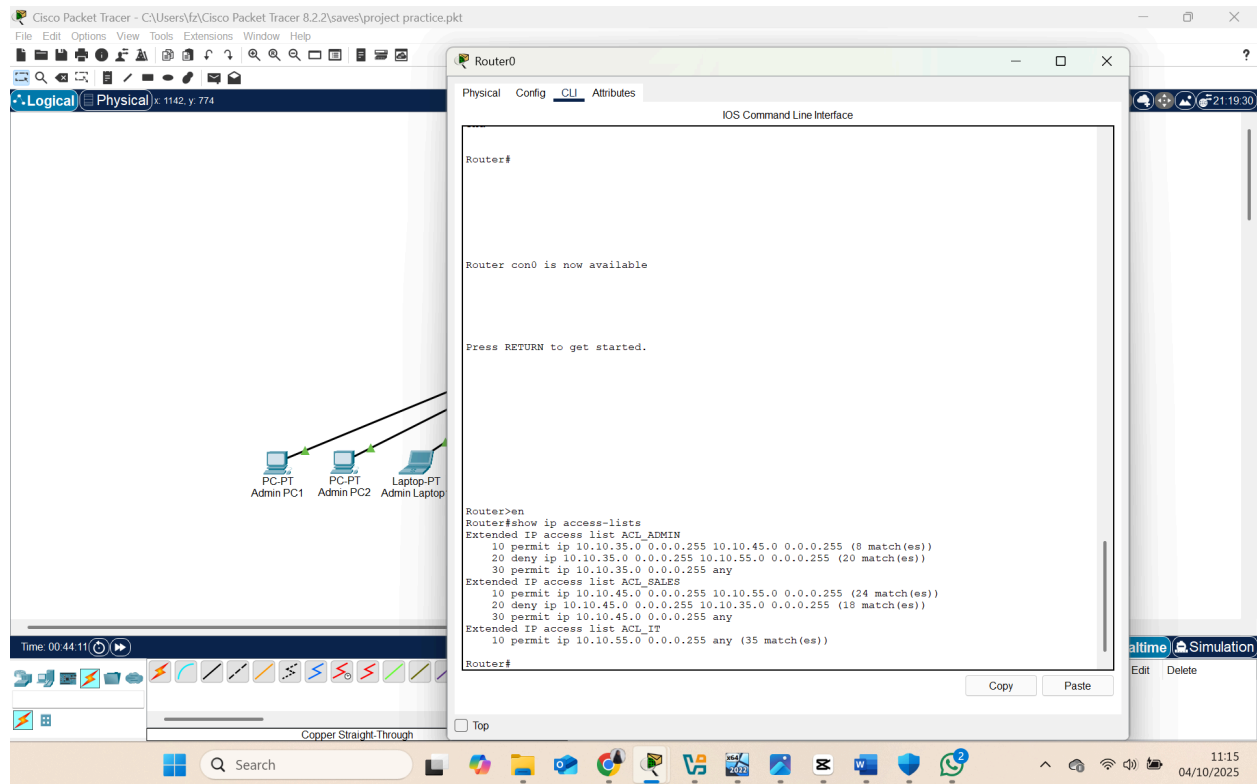 Cisco Packet Tracer - C:\Users\fz\Cisco Packet Tracer 8.2.2\saves\project practice.pkt
File Edit Options View Tools Extensions Window Help
?
Logical Physical x: 1142, y: 774
21:19:30
Router0
Physical Config CLI Attributes
IOS Command Line Interface
Router#
Router con0 is now available
Press RETURN to get started.
Router>en
Router#show ip access-lists
Extended IP access list ACL_ADMIN
10 permit ip 10.10.35.0 0.0.0.255 10.10.45.0 0.0.0.255 (8 match(es))
20 deny ip 10.10.35.0 0.0.0.255 10.10.55.0 0.0.0.255 (20 match(es))
30 permit ip 10.10.35.0 0.0.0.255 any
Extended IP access list ACL_SALES
10 permit ip 10.10.45.0 0.0.0.255 10.10.55.0 0.0.0.255 (24 match(es))
20 deny ip 10.10.45.0 0.0.0.255 10.10.35.0 0.0.0.255 (18 match(es))
30 permit ip 10.10.45.0 0.0.0.255 any
Extended IP access list ACL_IT
10 permit ip 10.10.55.0 0.0.0.255 any (35 match(es))
Router#
Copy Paste
Top
PC-PT
Admin PC1
PC-PT
Admin PC2
Laptop-PT
Admin Laptop
Time: 00:44:11
altime Simulation
Edit Delete
Copper Straight-Through
Search
x64
2022
2
11:15
04/10/2025